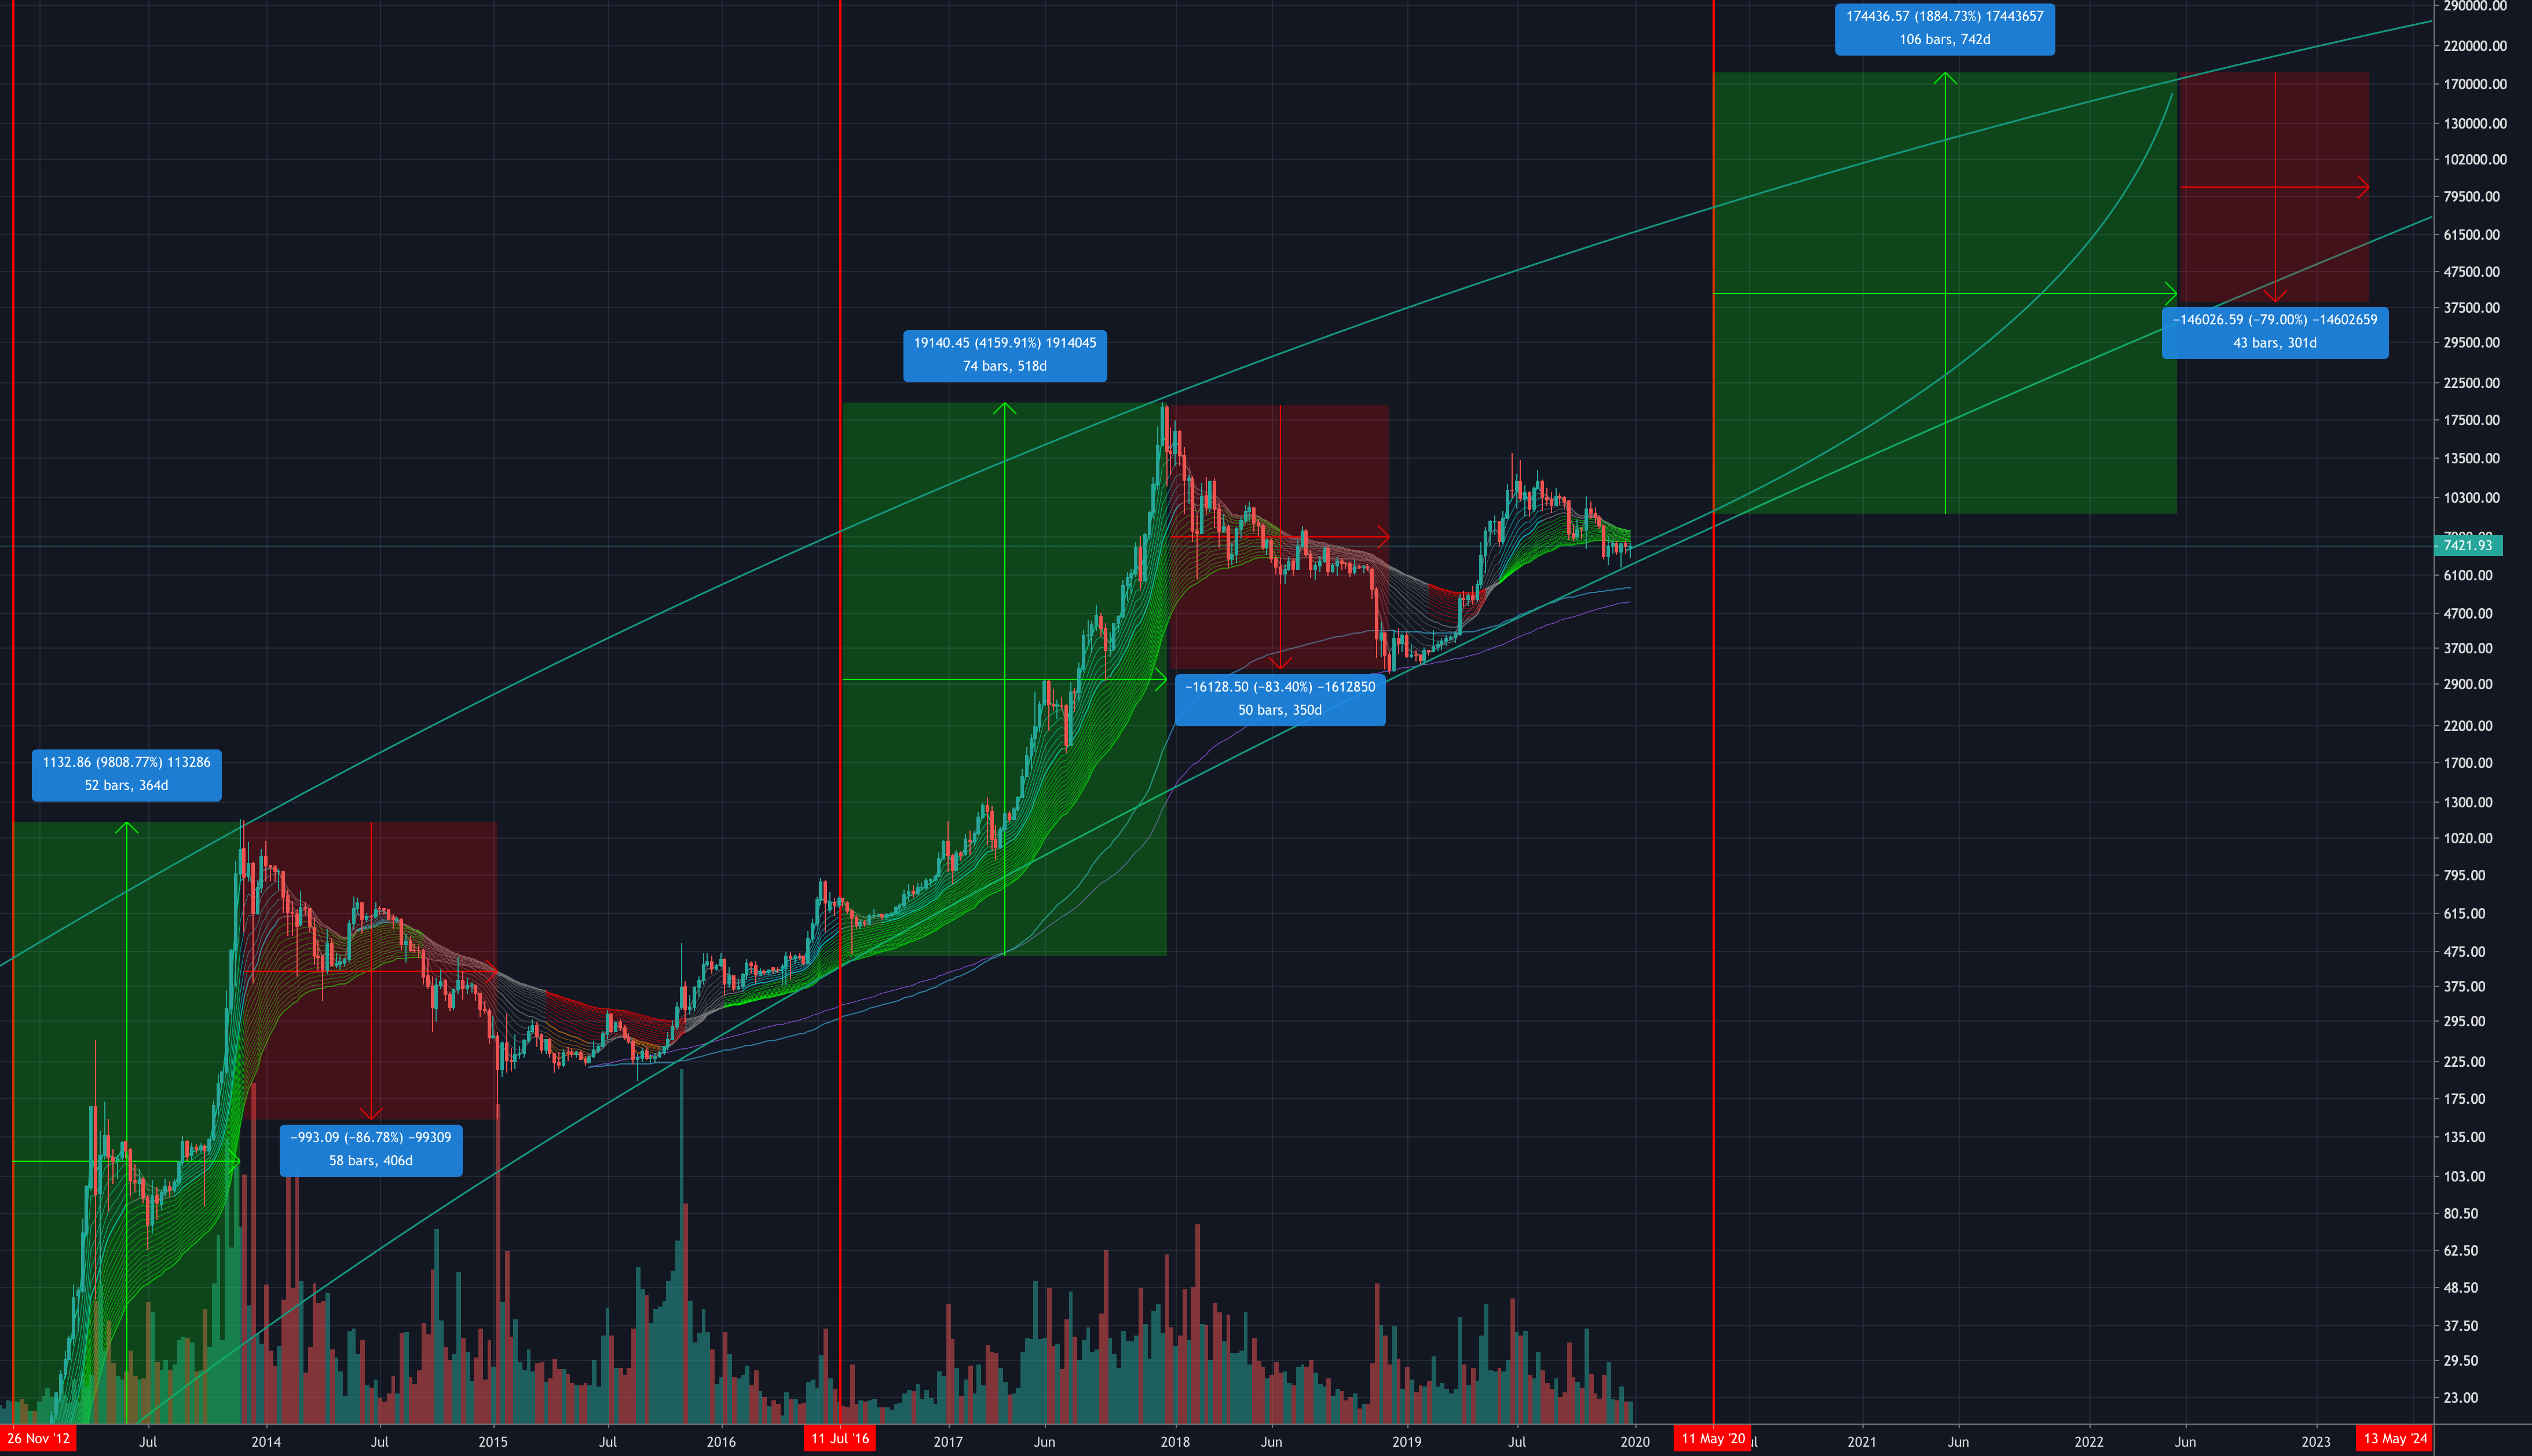 174436.57 (1884.73%) 17443657
106 bars, 742d
19140.45 (4159.91%) 1914045
74 bars, 518d
−146026.59 (−79.00%) −14602659
43 bars, 301d
−16128.50 (−83.40%) −1612850
50 bars, 350d
1132.86 (9808.77%) 113286
52 bars, 364d
−993.09 (−86.78%) −99309
58 bars, 406d
290000.00
220000.00
170000.00
130000.00
102000.00
79500.00
61500.00
47500.00
37500.00
29500.00
22500.00
17500.00
13500.00
10300.00
7421.93
6100.00
4700.00
3700.00
2900.00
2200.00
1700.00
1300.00
1020.00
795.00
615.00
475.00
375.00
295.00
225.00
175.00
135.00
103.00
80.50
62.50
48.50
37.50
29.50
23.00
26 Nov '12 Jul 2014 Jul 2015 Jul 2016 11 Jul '16 2017 Jun 2018 Jun 2019 Jul 2020 11 May '20 2021 Jun 2022 Jun 2023 13 May '24